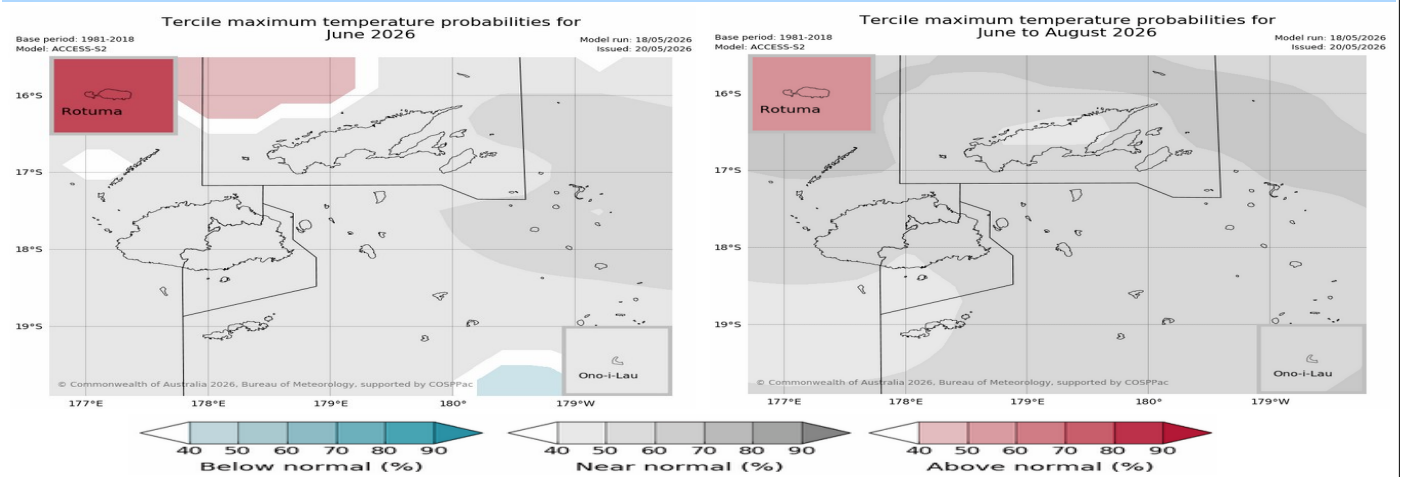 Tercile maximum temperature probabilities for
June 2026
Base period: 1981-2018
Model: ACCESS-S2
Model run: 18/05/2026
Issued: 20/05/2026
Rotuma
16°S
17°S
18°S
19°S
Ono-i-Lau
© Commonwealth of Australia 2026, Bureau of Meteorology, supported by COSPPac
177°E 178°E 179°E 180° 179°W
Tercile maximum temperature probabilities for
June to August 2026
Base period: 1981-2018
Model: ACCESS-S2
Model run: 18/05/2026
Issued: 20/05/2026
Rotuma
16°S
17°S
18°S
19°S
Ono-i-Lau
© Commonwealth of Australia 2026, Bureau of Meteorology, supported by COSPPac
177°E 178°E 179°E 180° 179°W
40 50 60 70 80 90
Below normal (%)
40 50 60 70 80 90
Near normal (%)
40 50 60 70 80 90
Above normal (%)